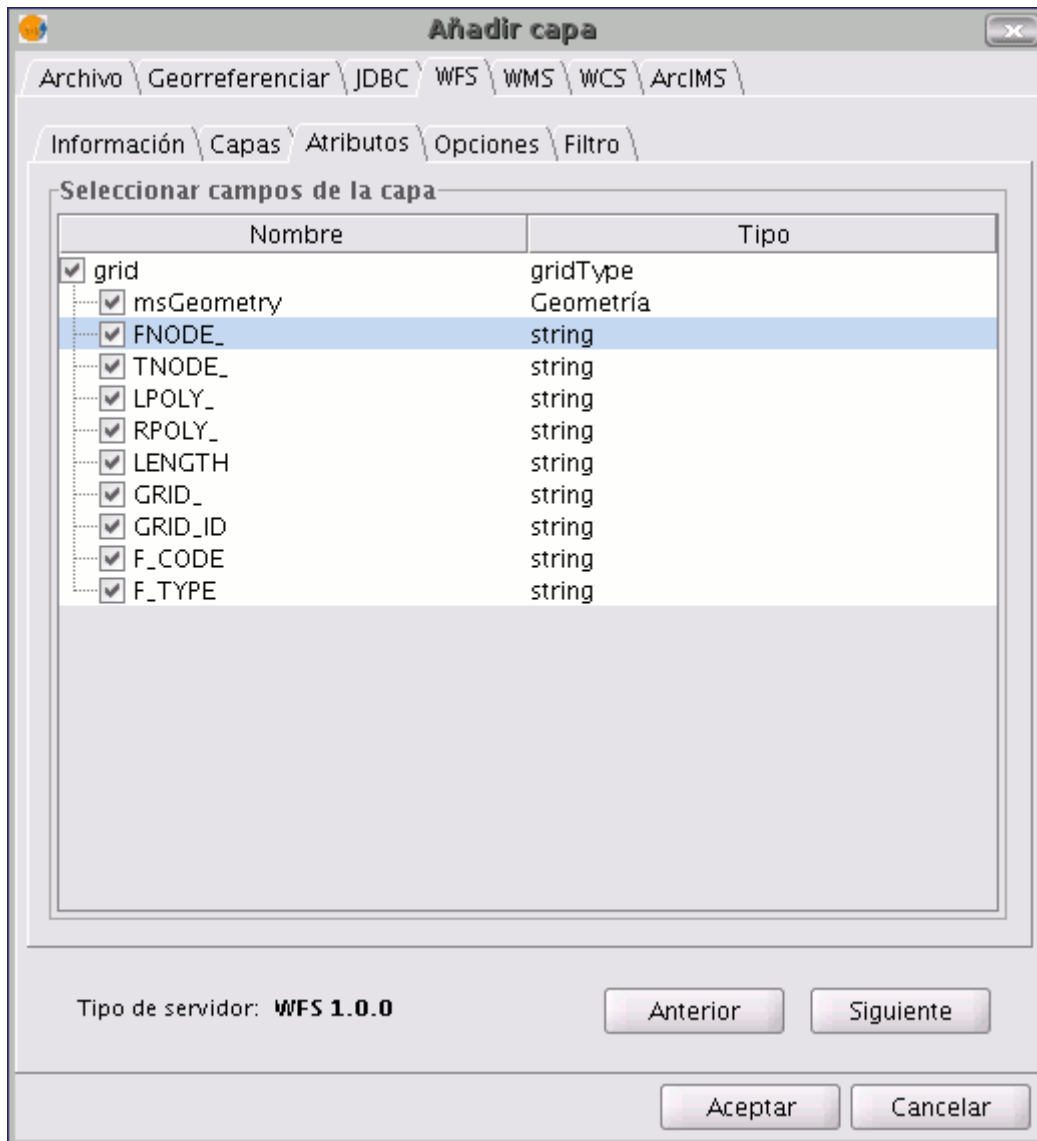 Añadir capa
Archivo Georreferenciar JDBC WFS WMS WCS ArcIMS
Información Capas Atributos Opciones Filtro
Seleccionar campos de la capa
Nombre Tipo
grid gridType
msGeometry Geometría
FNODE_ string
TNODE_ string
LPOLY_ string
RPOLY_ string
LENGTH string
GRID_ string
GRID_ID string
F_CODE string
F_TYPE string
Tipo de servidor: WFS 1.0.0 Anterior Siguiente
Aceptar Cancelar